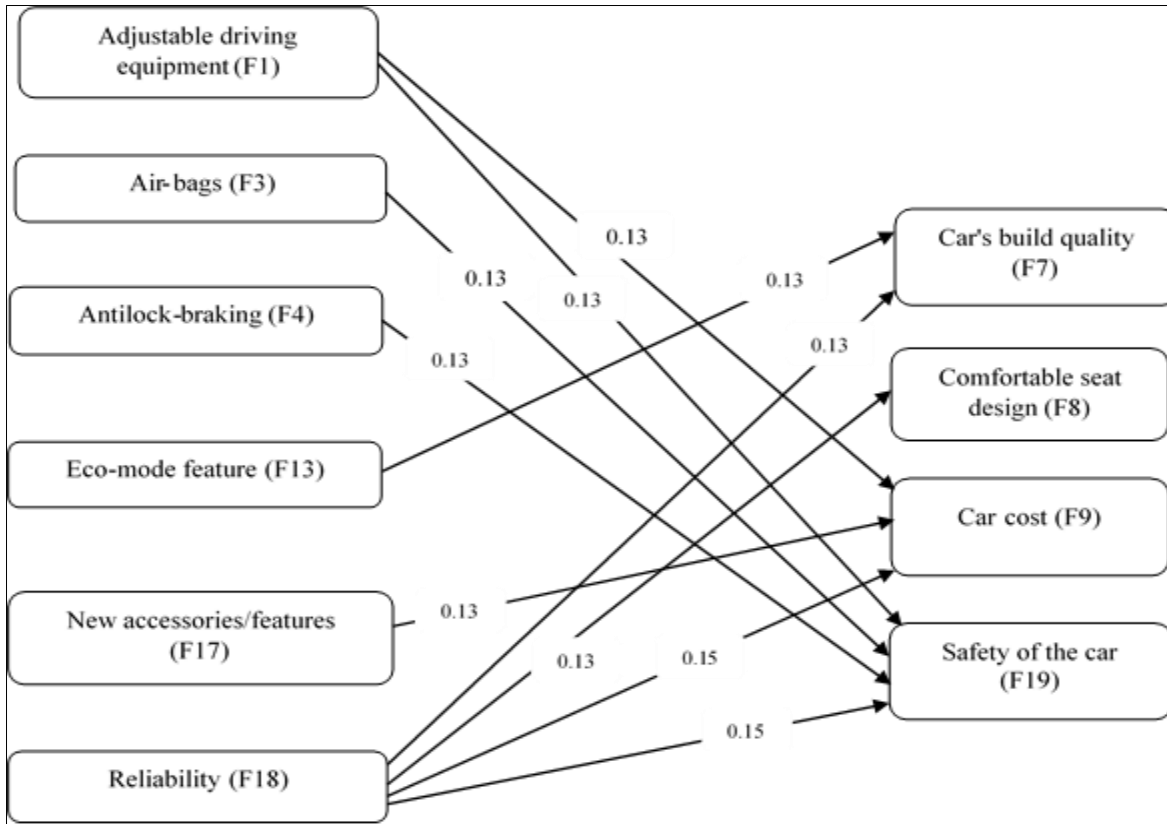 Adjustable driving
equipment (F1)
Air-bags (F3)
Antilock-braking (F4)
Eco-mode feature (F13)
New accessories/features
(F17)
Reliability (F18)
0.13
0.13
0.13
0.13
0.13
0.13
0.13
0.13
0.15
0.15
Car's build quality
(F7)
Comfortable seat
design (F8)
Car cost (F9)
Safety of the car
(F19)